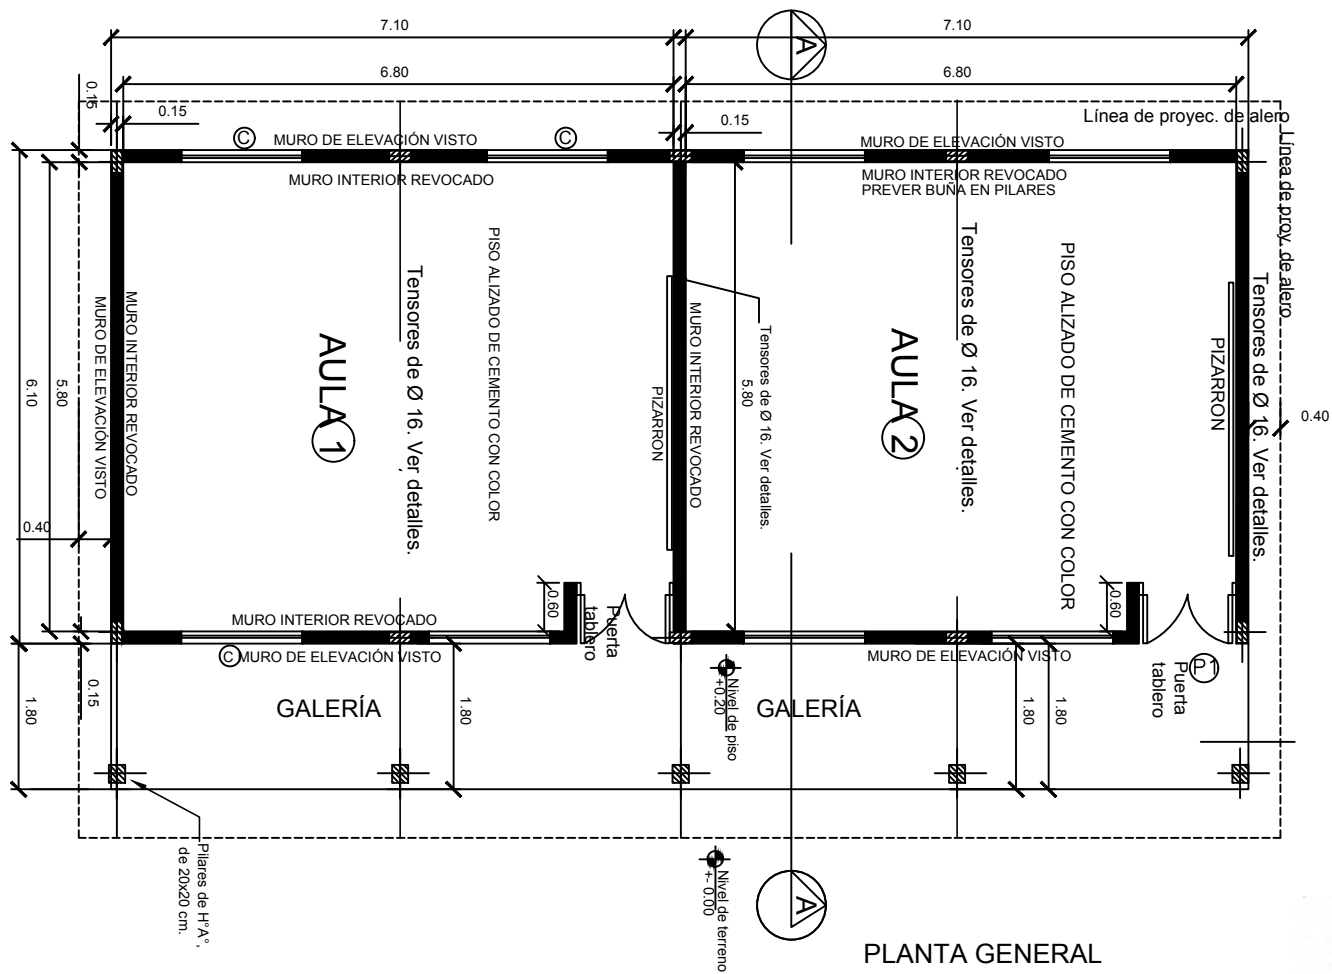 7.10
7.10
A
6.80
6.80
0.15
0.15
0.15
Línea de proyec. de alero
C
MURO DE ELEVACIÓN VISTO
C
MURO DE ELEVACIÓN VISTO
MURO INTERIOR REVOCADO
MURO INTERIOR REVOCADO
PREVER BUÑA EN PILARES
Línea de proy. de alero
6.10
5.80
MURO DE ELEVACIÓN VISTO
MURO INTERIOR REVOCADO
AULA 1
Tensores de Ø 16. Ver detalles.
PISO ALIZADO DE CEMENTO CON COLOR
PIZARRON
MURO INTERIOR REVOCADO
5.80
Tensores de Ø 16. Ver detalles.
AULA 2
Tensores de Ø 16. Ver detalles.
PISO ALIZADO DE CEMENTO CON COLOR
PIZARRON
Tensores de Ø 16. Ver detalles.
0.40
0.40
0.60
0.60
MURO INTERIOR REVOCADO
Puerta
tablero
C
MURO DE ELEVACIÓN VISTO
MURO DE ELEVACIÓN VISTO
P1
Puerta
tablero
1.80
0.15
GALERÍA
1.80
Nivel de piso
+0.20
GALERÍA
1.80
1.80
Pilares de H°A°,
de 20x20 cm.
Nivel de terreno
+- 0.00
A
PLANTA GENERAL